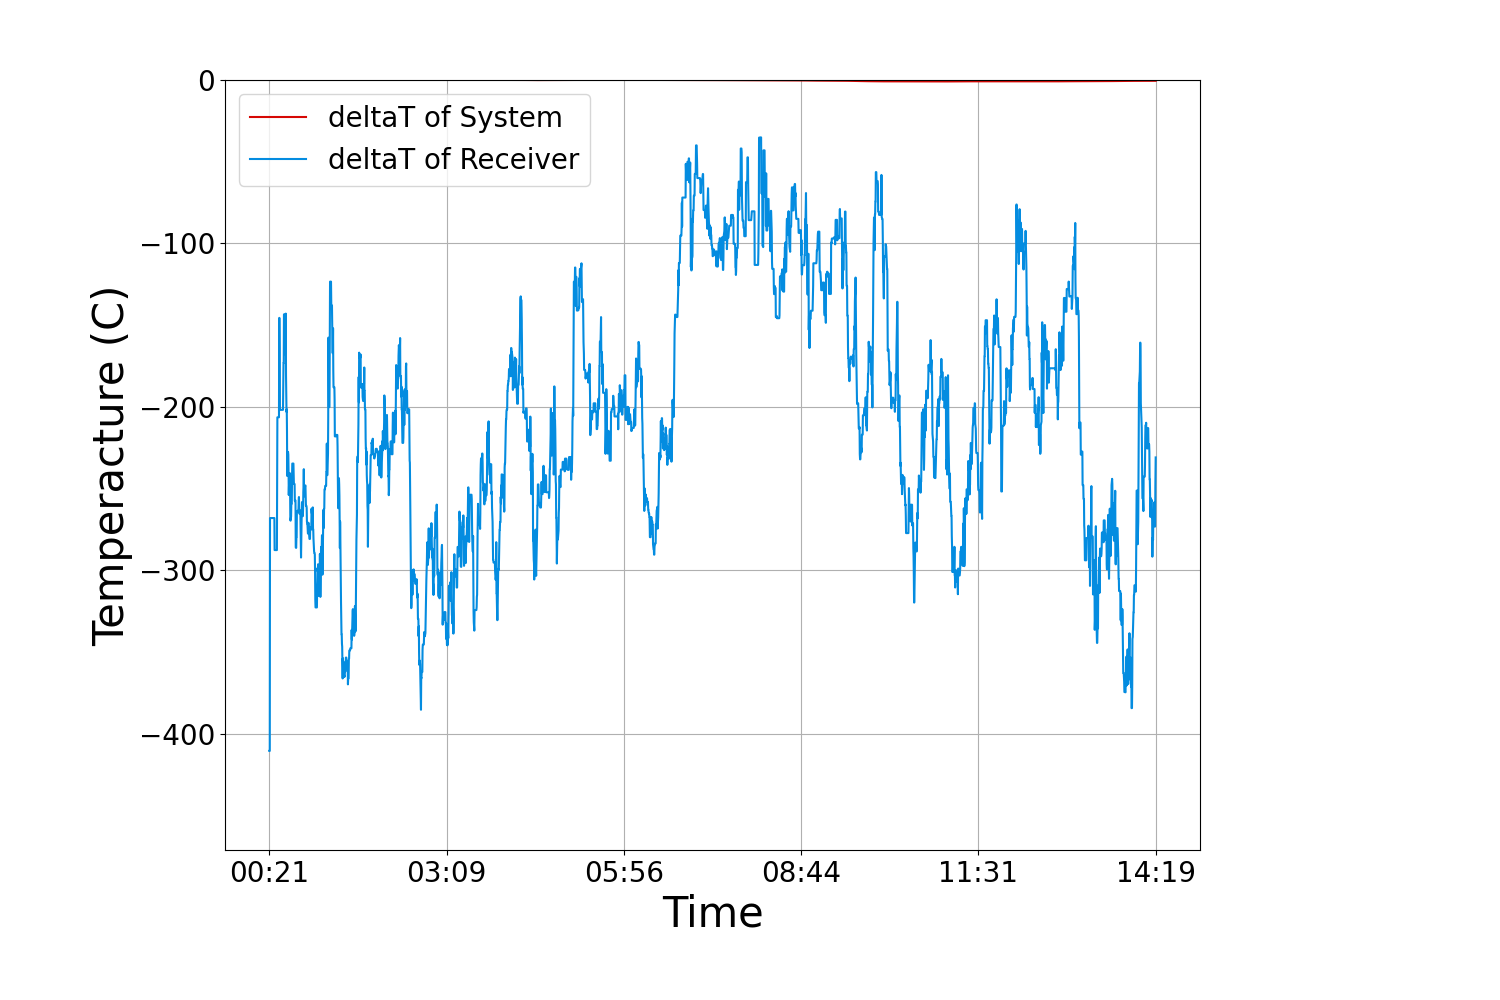 0
−100
−200
−300
−400
Temperacture (C)
deltaT of System
deltaT of Receiver
00:21 03:09 05:56 08:44 11:31 14:19
Time